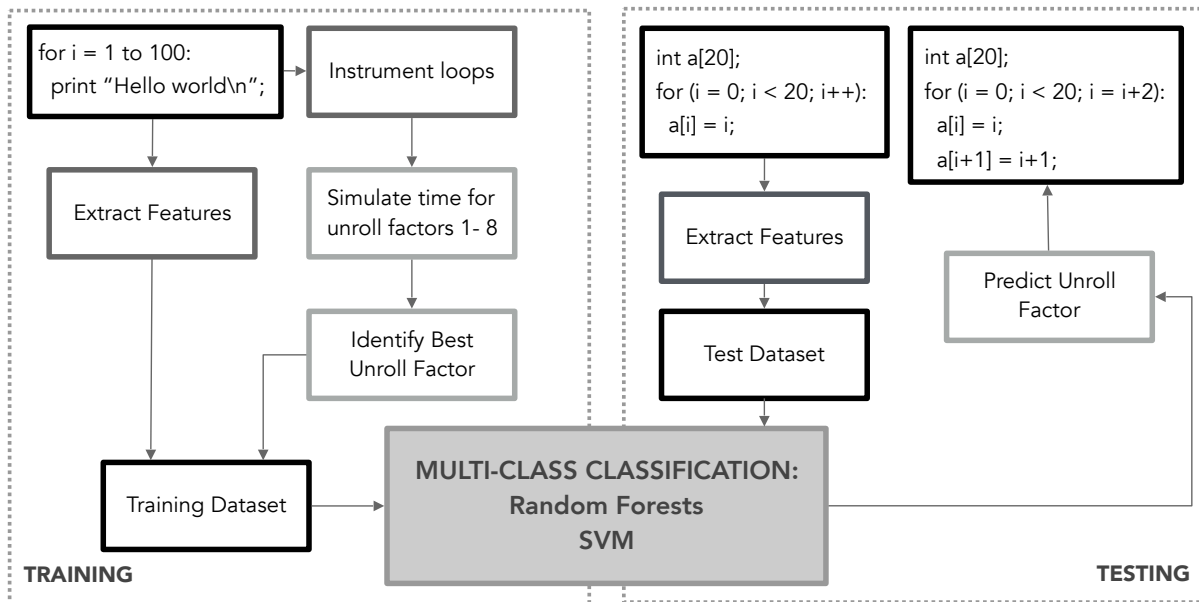 for i = 1 to 100:
print “Hello world\n”;
Instrument loops
Extract Features
Simulate time for
unroll factors 1- 8
Identify Best
Unroll Factor
Training Dataset
TRAINING
int a[20];
for (i = 0; i < 20; i++):
a[i] = i;
int a[20];
for (i = 0; i < 20; i = i+2):
a[i] = i;
a[i+1] = i+1;
Extract Features
Predict Unroll
Factor
Test Dataset
MULTI-CLASS CLASSIFICATION:
Random Forests
SVM
TESTING